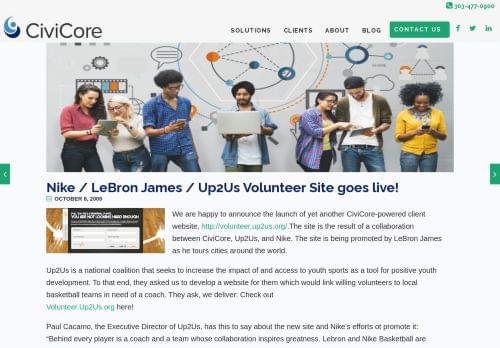 303-477-0900
CiviCore
SOLUTIONS CLIENTS ABOUT BLOG CONTACT US
Nike / LeBron James / Up2Us Volunteer Site goes live!
OCTOBER 8, 2009
We are happy to announce the launch of yet another CiviCore-powered client
website, http://volunteer.up2us.org/.The site is the result of a collaboration
between CiviCore, Up2Us, and Nike. The site is being promoted by LeBron James
as he tours cities around the world.
Up2Us is a national coalition that seeks to increase the impact of and access to youth sports as a tool for positive youth
development. To that end, they asked us to develop a website for them which would link willing volunteers to local
basketball teams in need of a coach. They ask, we deliver: Check out
Volunteer.Up2Us.org here!
Paul Cacamo, the Executive Director of Up2Us, has this to say about the new site and Nike's efforts ot promote it:
"Behind every player is a coach and a team whose collaboration inspires greatness. Lebron and Nike Basketball are